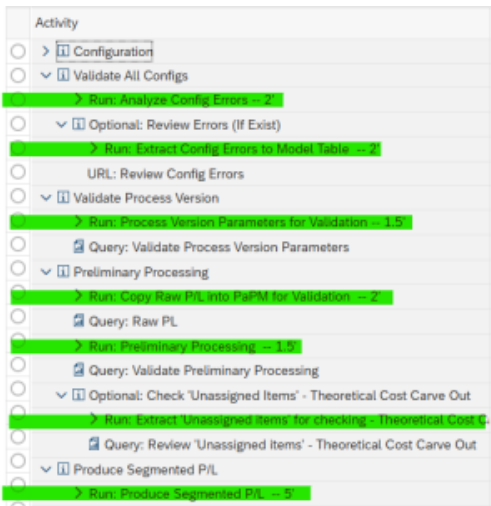 Activity
Configuration
Validate All Configs
Run: Analyze Config Errors -- 2'
Optional: Review Errors (If Exist)
Run: Extract Config Errors to Model Table -- 2'
URL: Review Config Errors
Validate Process Version
Run: Process Version Parameters for Validation -- 1.5'
Query: Validate Process Version Parameters
Preliminary Processing
Run: Copy Raw P/L into PaPM for Validation -- 2'
Query: Raw PL
Run: Preliminary Processing -- 1.5'
Query: Validate Preliminary Processing
Optional: Check 'Unassigned Items' - Theoretical Cost Carve Out
Run: Extract 'Unassigned items' for checking - Theoretical Cost C.
Query: Review 'Unassigned items' - Theoretical Cost Carve Out
Produce Segmented P/L
Run: Produce Segmented P/L -- 5'